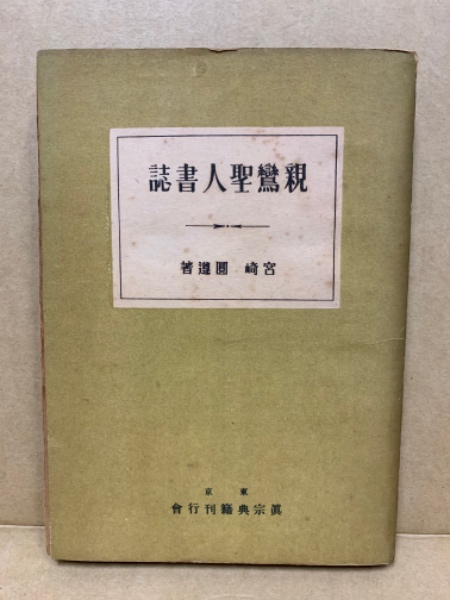 親鸞聖人書誌
宮崎 圓遵著
東京
眞宗典籍刊行會